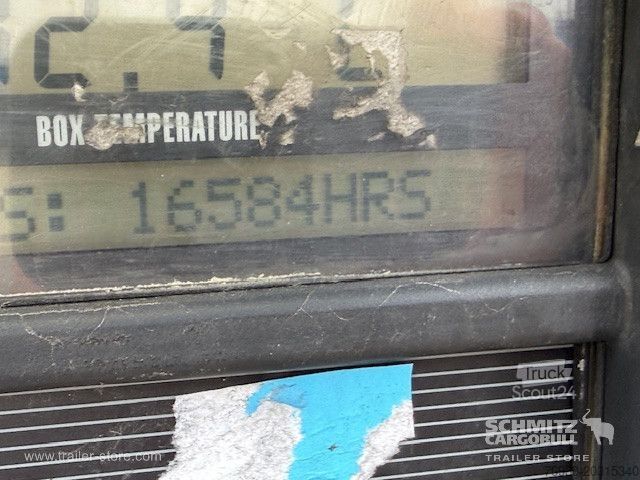 BOX TEMPERATURE
S: 16584HRS
Truck
Scout24
SCHMITZ
CARGOBULL
www.trailer-store.com
TRAILER STORE